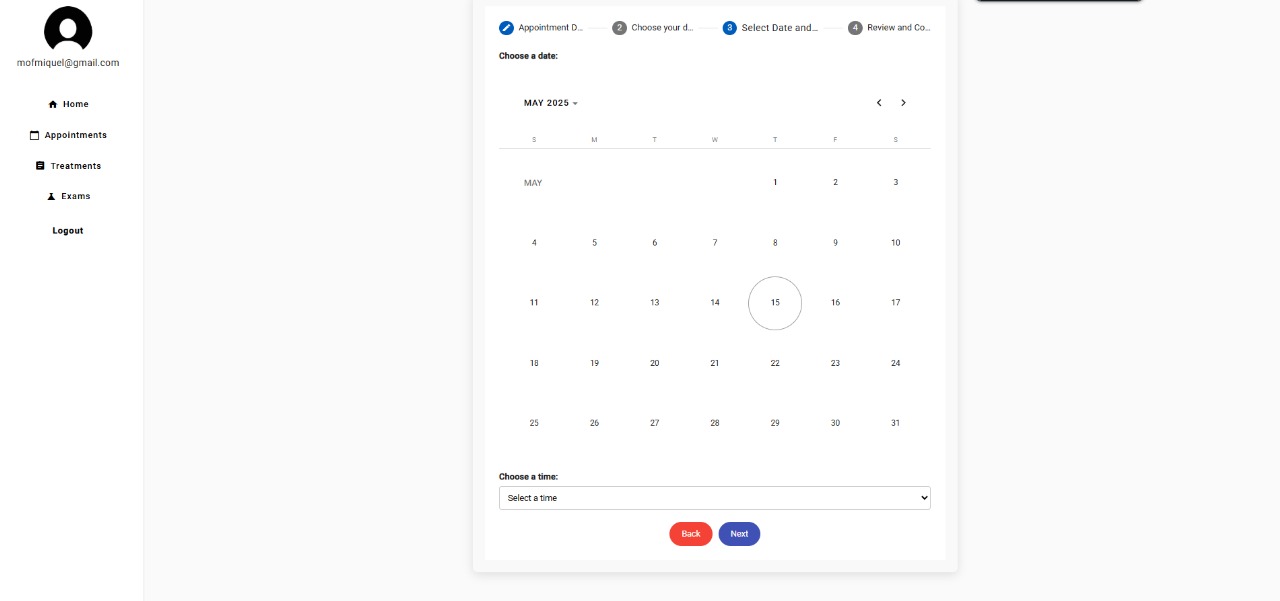 mofmiquel@gmail.com
Home
Appointments
Treatments
Exams
Logout
Appointment D... 2 Choose your d... 3 Select Date and... 4 Review and Co...
Choose a date:
MAY 2025
S M T W T F S
MAY 1 2 3
4 5 6 7 8 9 10
11 12 13 14 15 16 17
18 19 20 21 22 23 24
25 26 27 28 29 30 31
Choose a time:
Select a time
Back Next